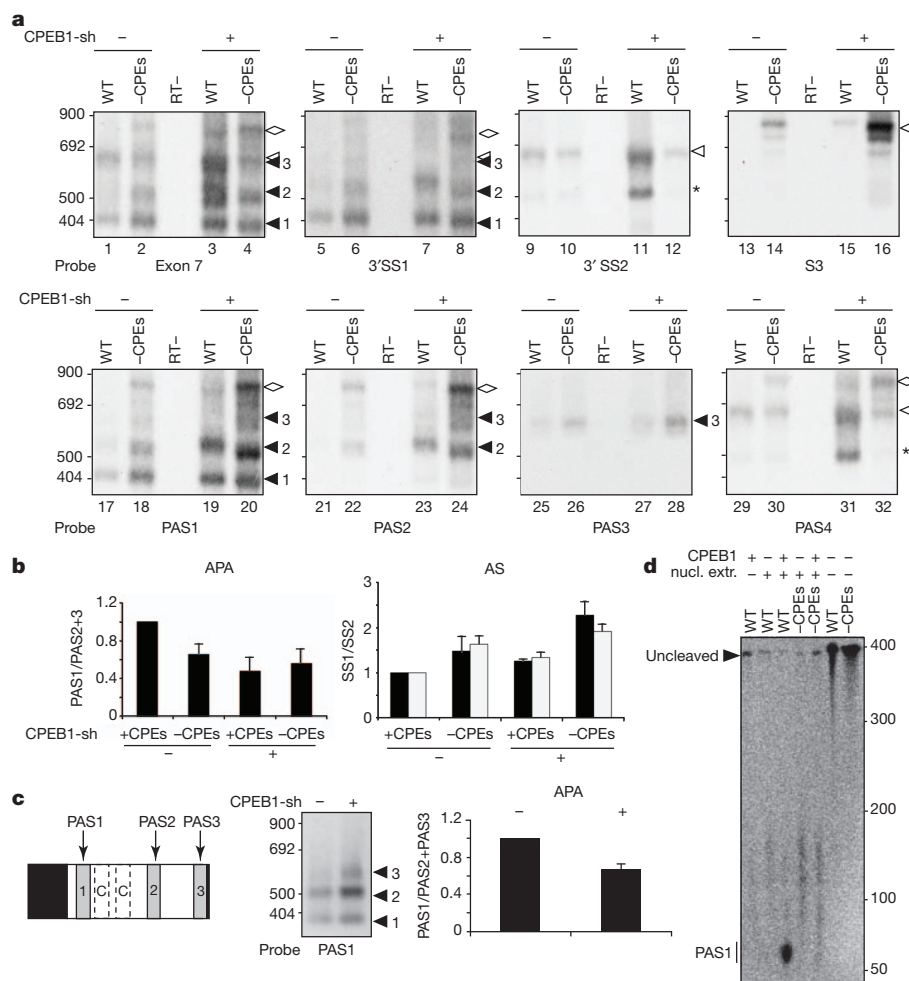 a
CPEB1-sh − + − + − + − +
WT −CPEs RT− WT −CPEs WT −CPEs RT− WT −CPEs WT −CPEs RT− WT −CPEs WT −CPEs RT− WT −CPEs
900
692 3 3
500 2 2 *
404 1 1
1 2 3 4 5 6 7 8 9 10 11 12 13 14 15 16
Probe Exon 7 3′SS1 3′ SS2 S3
CPEB1-sh − + − + − + − +
WT −CPEs RT− WT −CPEs WT −CPEs RT− WT −CPEs WT −CPEs RT− WT −CPEs WT −CPEs RT− WT −CPEs
900
692 3 3 3
500 2 2 *
404 1 1
17 18 19 20 21 22 23 24 25 26 27 28 29 30 31 32
Probe PAS1 PAS2 PAS3 PAS4
b
APA
PAS1/PAS2+3
1.2
0.8
0.4
0
CPEB1-sh +CPEs −CPEs +CPEs −CPEs
− +
AS
SS1/SS2
3
2
1
0
+CPEs −CPEs +CPEs −CPEs
− +
c
PAS1 PAS2 PAS3
1 C C 2 3
CPEB1-sh − +
900
692
500
404
3
2
1
Probe PAS1
APA
PAS1/PAS2+PAS3
1.2
0.8
0.4
0
− +
d
CPEB1 + − + − + − −
nucl. extr. − + + + + − −
WT WT WT −CPEs −CPEs WT −CPEs
Uncleaved
400
300
200
100
PAS1
50